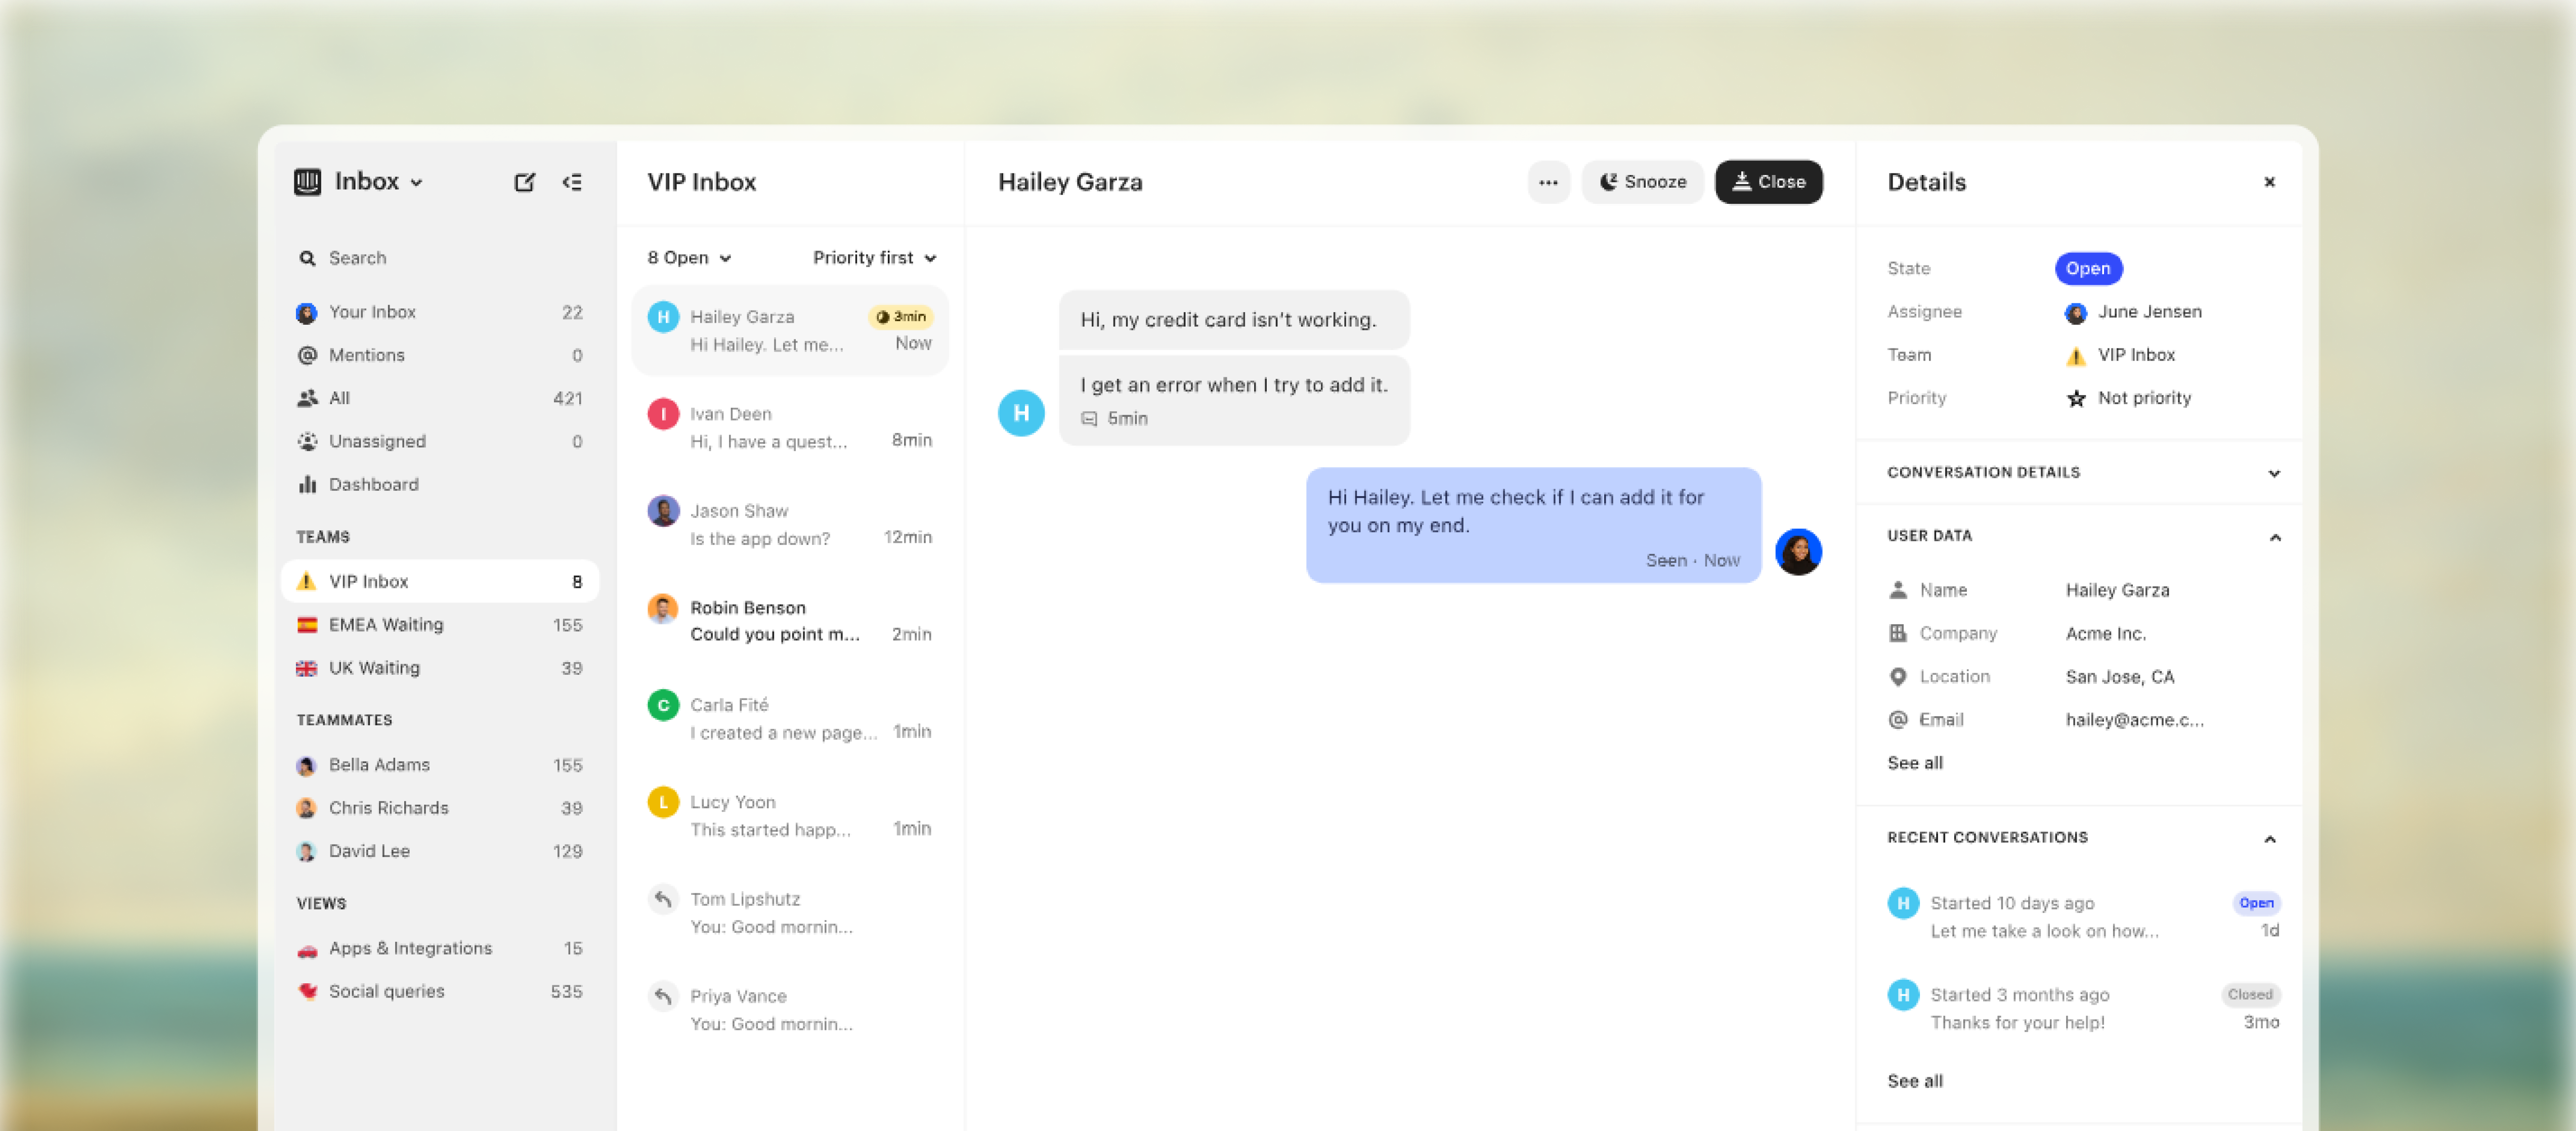 Inbox
Search
Your Inbox 22
Mentions 0
All 421
Unassigned 0
Dashboard
TEAMS
VIP Inbox 8
EMEA Waiting 155
UK Waiting 39
TEAMMATES
Bella Adams 155
Chris Richards 39
David Lee 129
VIEWS
Apps & Integrations 15
Social queries 535
VIP Inbox
8 Open Priority first
H Hailey Garza 3min
Hi Hailey. Let me... Now
I Ivan Deen
Hi, I have a quest... 8min
Jason Shaw
Is the app down? 12min
Robin Benson
Could you point m... 2min
C Carla Fité
I created a new page... 1min
L Lucy Yoon
This started happ... 1min
Tom Lipshutz
You: Good mornin...
Priya Vance
You: Good mornin...
Hailey Garza
Snooze Close
Hi, my credit card isn't working.
I get an error when I try to add it.
H 5min
Hi Hailey. Let me check if I can add it for
you on my end.
Seen · Now
Details
State Open
Assignee June Jensen
Team VIP Inbox
Priority Not priority
CONVERSATION DETAILS
USER DATA
Name Hailey Garza
Company Acme Inc.
Location San Jose, CA
Email hailey@acme.c...
See all
RECENT CONVERSATIONS
H Started 10 days ago Open
Let me take a look on how... 1d
H Started 3 months ago Closed
Thanks for your help! 3mo
See all